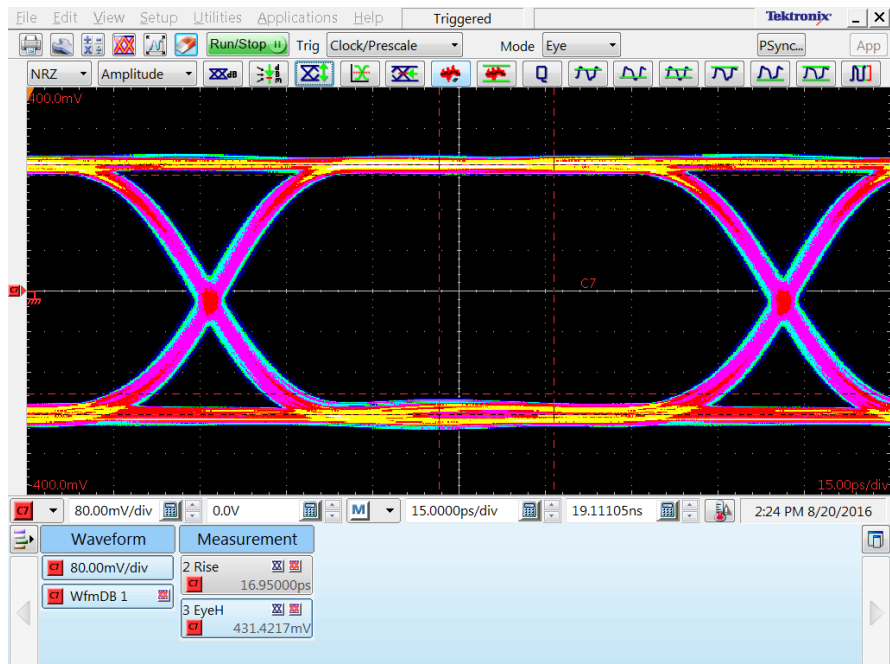 File Edit View Setup Utilities Applications Help Triggered Tektronix
Run/Stop Trig Clock/Prescale Mode Eye PSync... App
NRZ Amplitude dB Q
400.0mV
C7
C7
-400.0mV 15.00ps/div
C7 80.00mV/div 0.0V M 15.0000ps/div 19.11105ns 2:24 PM 8/20/2016
Waveform Measurement
C7 80.00mV/div 2 Rise
C7 16.95000ps
C7 WfmDB 1 3 EyeH
C7 431.4217mV